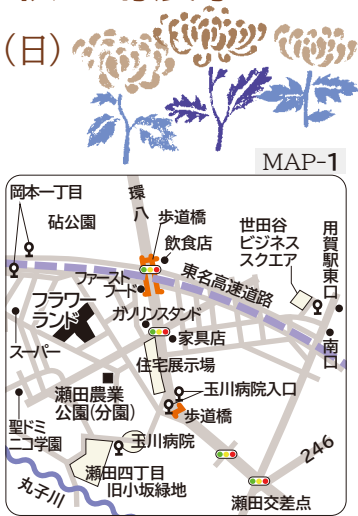 (日)
MAP-1
岡本一丁目
砧公園
環八
歩道橋
飲食店
世田谷
ビジネス
スクエア
用賀駅東口
ファースト
フード
東名高速道路
フラワー
ランド
ガソリンスタンド
スーパー
家具店
南口
住宅展示場
瀬田農業
公園(分園)
玉川病院入口
歩道橋
聖ドミ
ニコ学園
玉川病院
246
瀬田四丁目
旧小坂緑地
丸子川
瀬田交差点